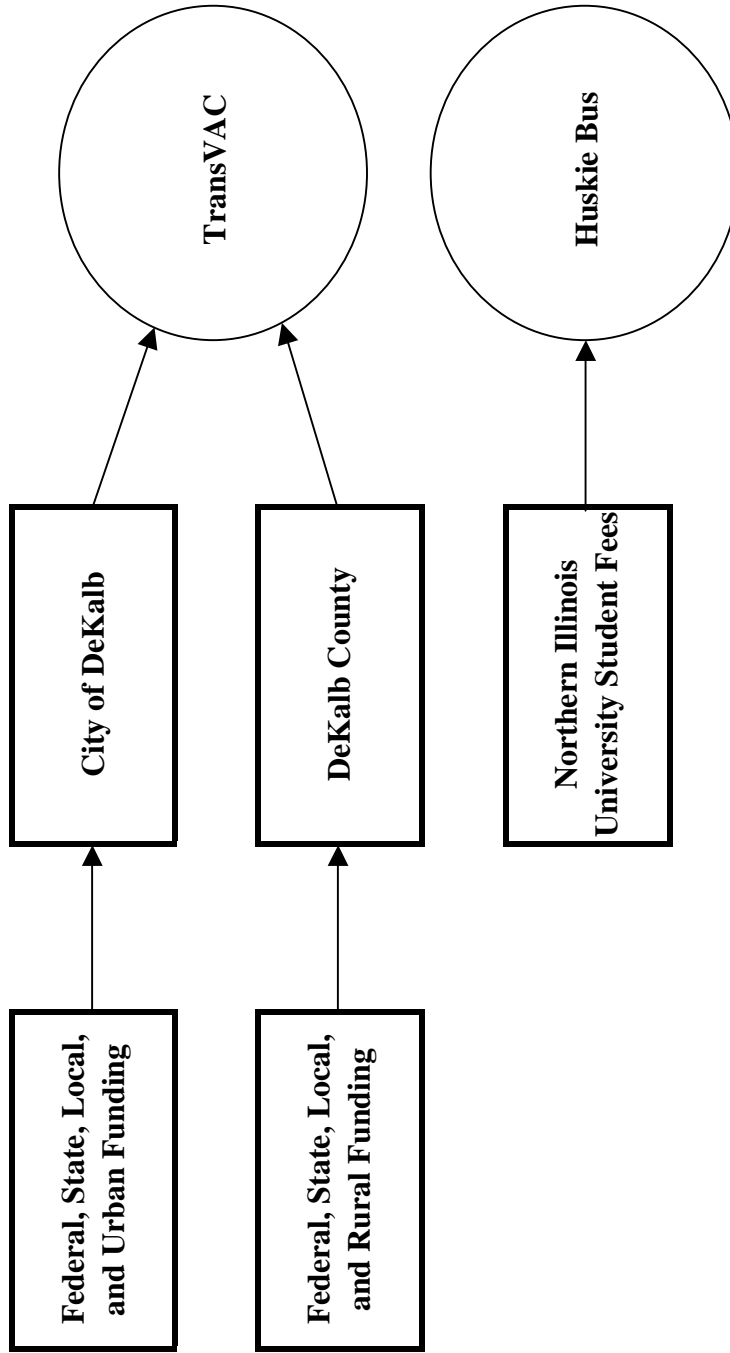 Federal, State, Local,
and Urban Funding
City of DeKalb
TransVAC
Federal, State, Local,
and Rural Funding
DeKalb County
Northern Illinois
University Student Fees
Huskie Bus